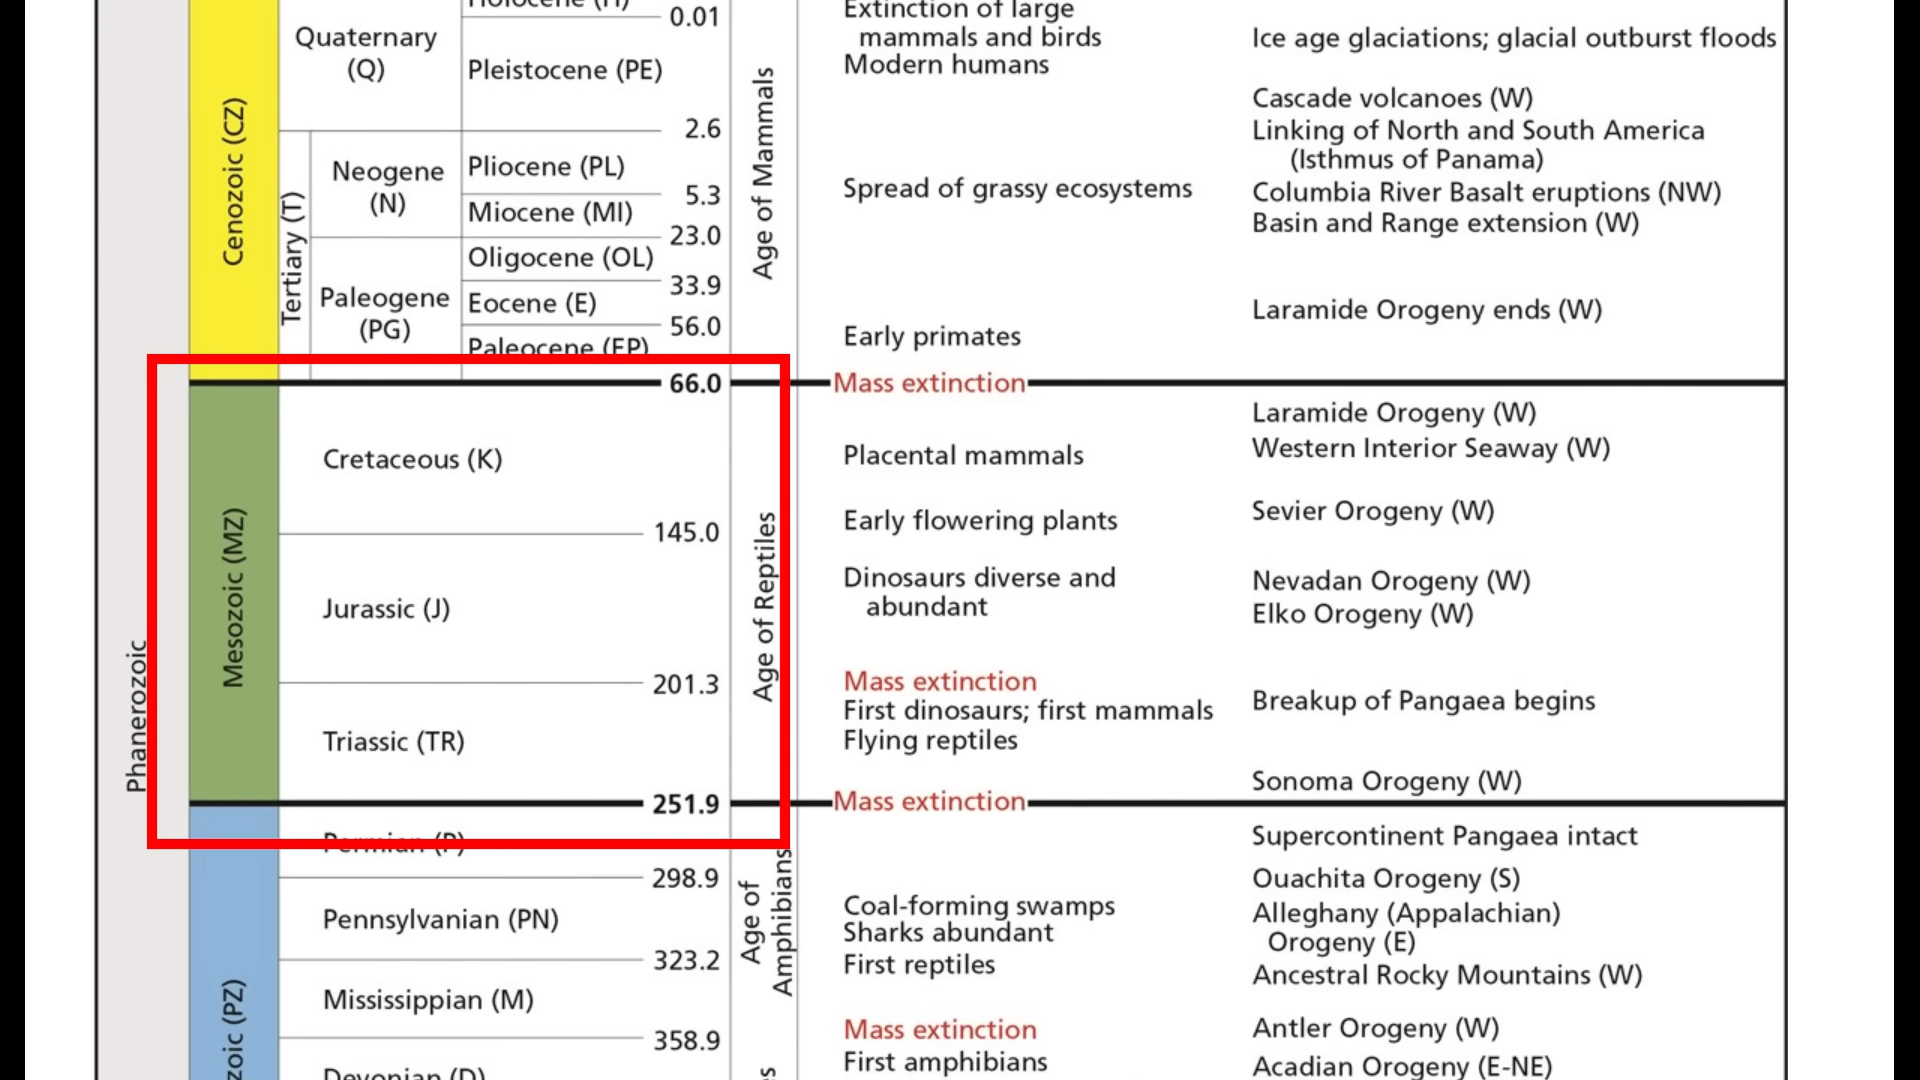 Phanerozoic
Cenozoic (CZ)
Mesozoic (MZ)
Tertiary (T)
Quaternary
(Q)
Neogene
(N)
Paleogene
(PG)
Holocene (H)
Pleistocene (PE)
Pliocene (PL)
Miocene (MI)
Oligocene (OL)
Eocene (E)
Paleocene (EP)
Cretaceous (K)
Jurassic (J)
Triassic (TR)
Permian (P)
Pennsylvanian (PN)
Mississippian (M)
Devonian (D)
0.01
2.6
5.3
23.0
33.9
56.0
66.0
145.0
201.3
251.9
298.9
323.2
358.9
Age of Mammals
Age of Reptiles
Age of
Amphibians
Extinction of large
mammals and birds
Modern humans
Spread of grassy ecosystems
Early primates
Mass extinction
Placental mammals
Early flowering plants
Dinosaurs diverse and
abundant
Mass extinction
First dinosaurs; first mammals
Flying reptiles
Mass extinction
Coal-forming swamps
Sharks abundant
First reptiles
Mass extinction
First amphibians
Ice age glaciations; glacial outburst floods
Cascade volcanoes (W)
Linking of North and South America
(Isthmus of Panama)
Columbia River Basalt eruptions (NW)
Basin and Range extension (W)
Laramide Orogeny ends (W)
Laramide Orogeny (W)
Western Interior Seaway (W)
Sevier Orogeny (W)
Nevadan Orogeny (W)
Elko Orogeny (W)
Breakup of Pangaea begins
Sonoma Orogeny (W)
Supercontinent Pangaea intact
Ouachita Orogeny (S)
Alleghany (Appalachian)
Orogeny (E)
Ancestral Rocky Mountains (W)
Antler Orogeny (W)
Acadian Orogeny (E-NE)